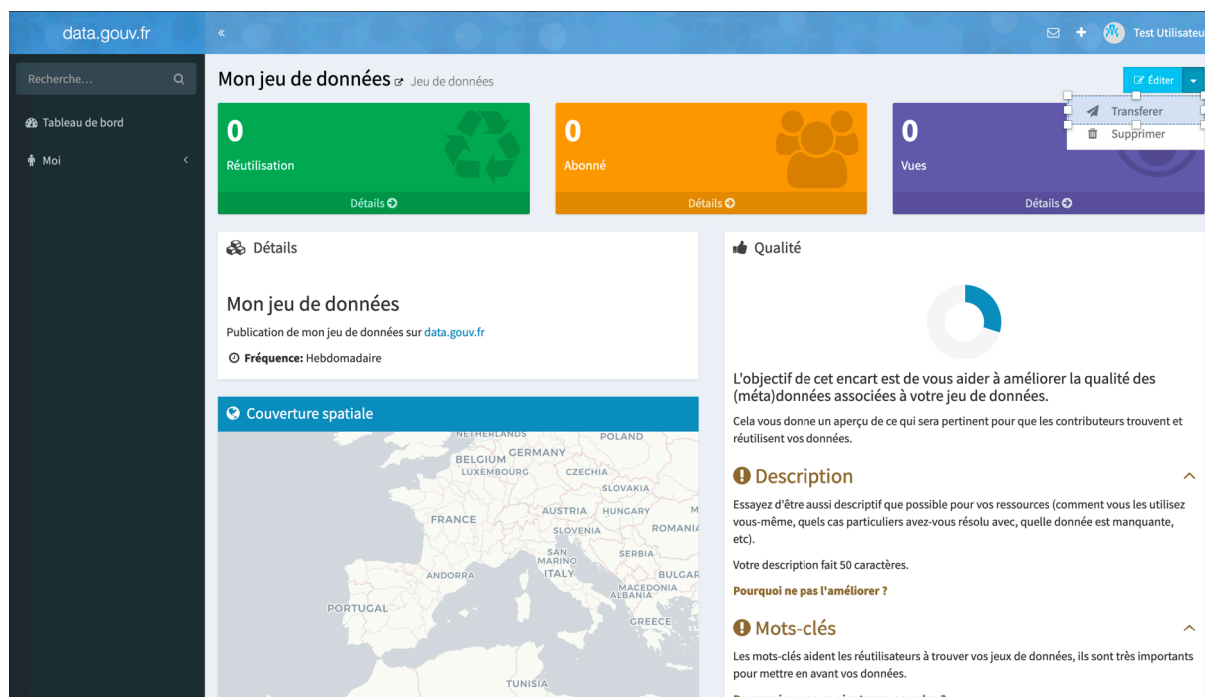 data.gouv.fr
«
Test Utilisateu
Recherche...
Tableau de bord
Moi
Mon jeu de données Jeu de données
Éditer
Transferer
Supprimer
0
Réutilisation
Détails
0
Abonné
Détails
0
Vues
Détails
Détails
Mon jeu de données
Publication de mon jeu de données sur data.gouv.fr
Fréquence: Hebdomadaire
Couverture spatiale
NETHERLANDS
POLAND
BELGIUM
GERMANY
LUXEMBOURG
CZECHIA
SLOVAKIA
AUSTRIA
HUNGARY
M
FRANCE
SLOVENIA
ROMANIA
SAN
MARINO
SERBIA
ANDORRA
ITALY
BULGAR
MACEDONIA
ALBANIA
PORTUGAL
GREECE
TUNISIA
Qualité
L'objectif de cet encart est de vous aider à améliorer la qualité des
(méta)données associées à votre jeu de données.
Cela vous donne un aperçu de ce qui sera pertinent pour que les contributeurs trouvent et
réutilisent vos données.
Description
Essayez d'être aussi descriptif que possible pour vos ressources (comment vous les utilisez
vous-même, quels cas particuliers avez-vous résolu avec, quelle donnée est manquante,
etc).
Votre description fait 50 caractères.
Pourquoi ne pas l'améliorer ?
Mots-clés
Les mots-clés aident les réutilisateurs à trouver vos jeux de données, ils sont très importants
pour mettre en avant vos données.